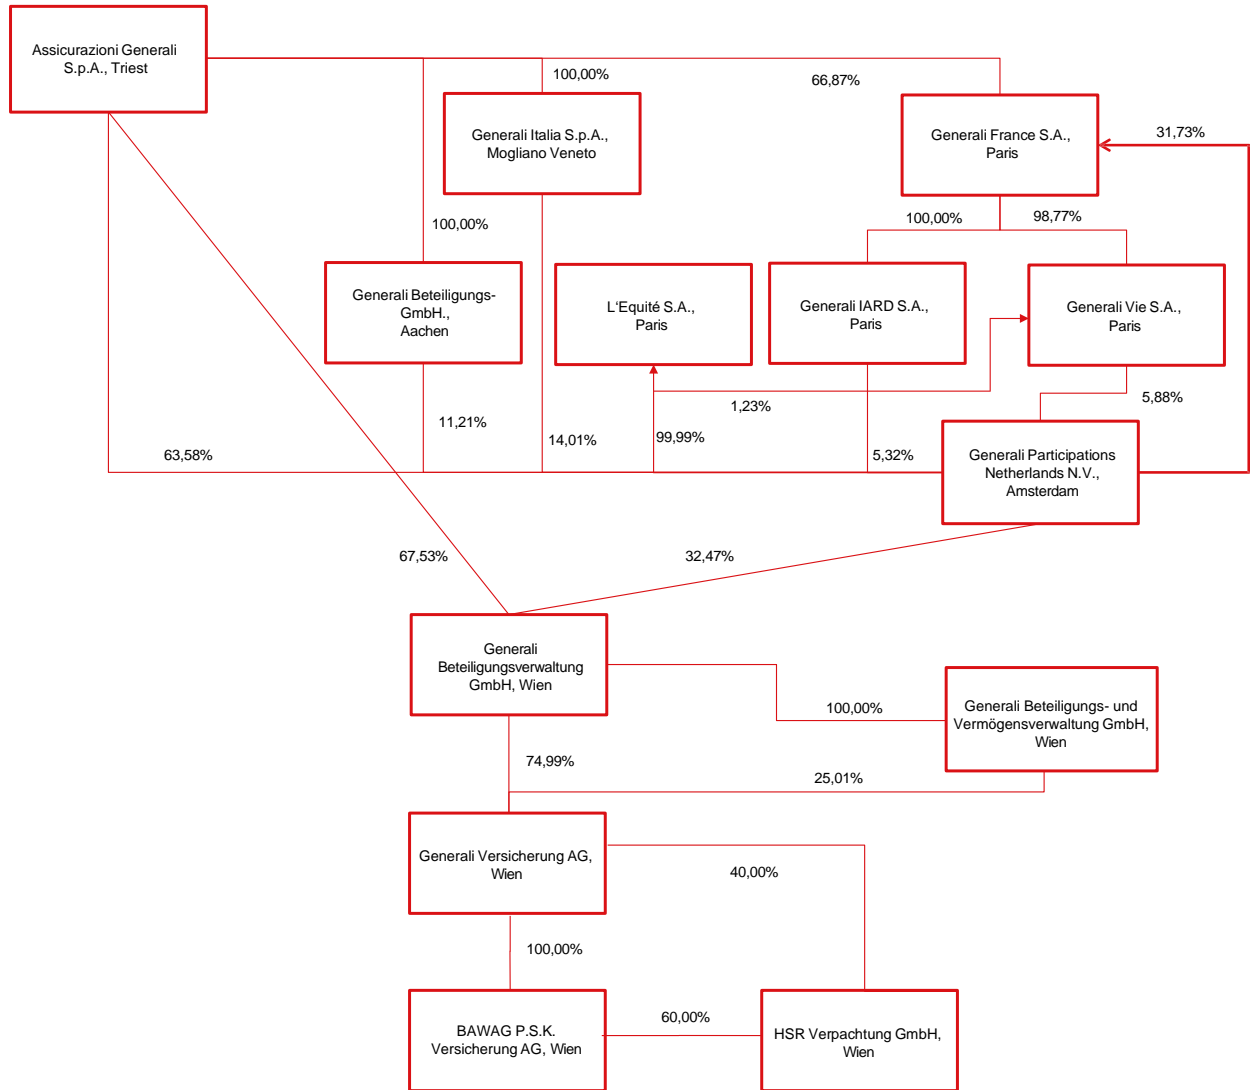 Assicurazioni Generali
S.p.A., Triest
100,00%
66,87%
Generali Italia S.p.A.,
Mogliano Veneto
Generali France S.A.,
Paris
31,73%
100,00%
100,00%
98,77%
Generali Beteiligungs-
GmbH.,
Aachen
L'Equité S.A.,
Paris
Generali IARD S.A.,
Paris
Generali Vie S.A.,
Paris
1,23%
5,88%
11,21%
14,01%
99,99%
63,58%
5,32%
Generali Participations
Netherlands N.V.,
Amsterdam
67,53%
32,47%
Generali
Beteiligungsverwaltung
GmbH, Wien
100,00%
Generali Beteiligungs- und
Vermögensverwaltung GmbH,
Wien
74,99%
25,01%
Generali Versicherung AG,
Wien
40,00%
100,00%
BAWAG P.S.K.
Versicherung AG, Wien
60,00%
HSR Verpachtung GmbH,
Wien